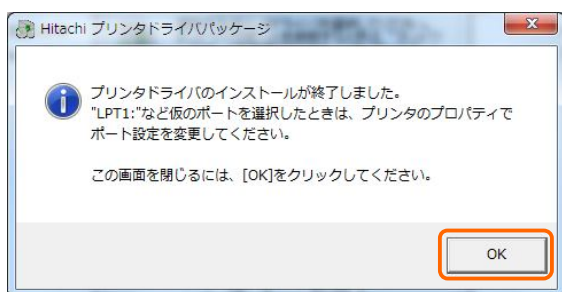 Hitachi プリンタドライバパッケージ
プリンタドライバのインストールが終了しました。
"LPT1:"など仮のポートを選択したときは、プリンタのプロパティで
ポート設定を変更してください。
この画面を閉じるには、[OK]をクリックしてください。
OK